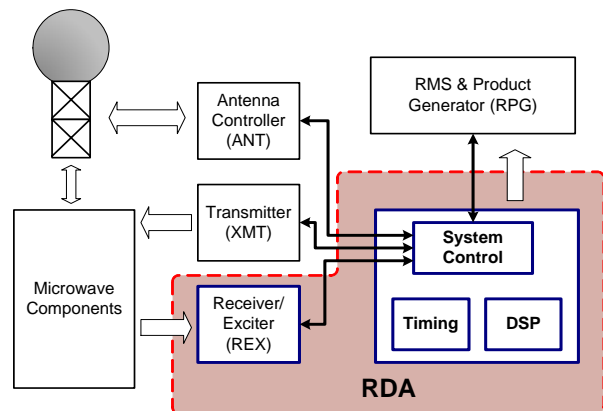 RMS & Product
Generator (RPG)
Antenna
Controller
(ANT)
Transmitter
(XMT)
System
Control
Microwave
Components
Receiver/
Exciter
(REX)
Timing
DSP
RDA